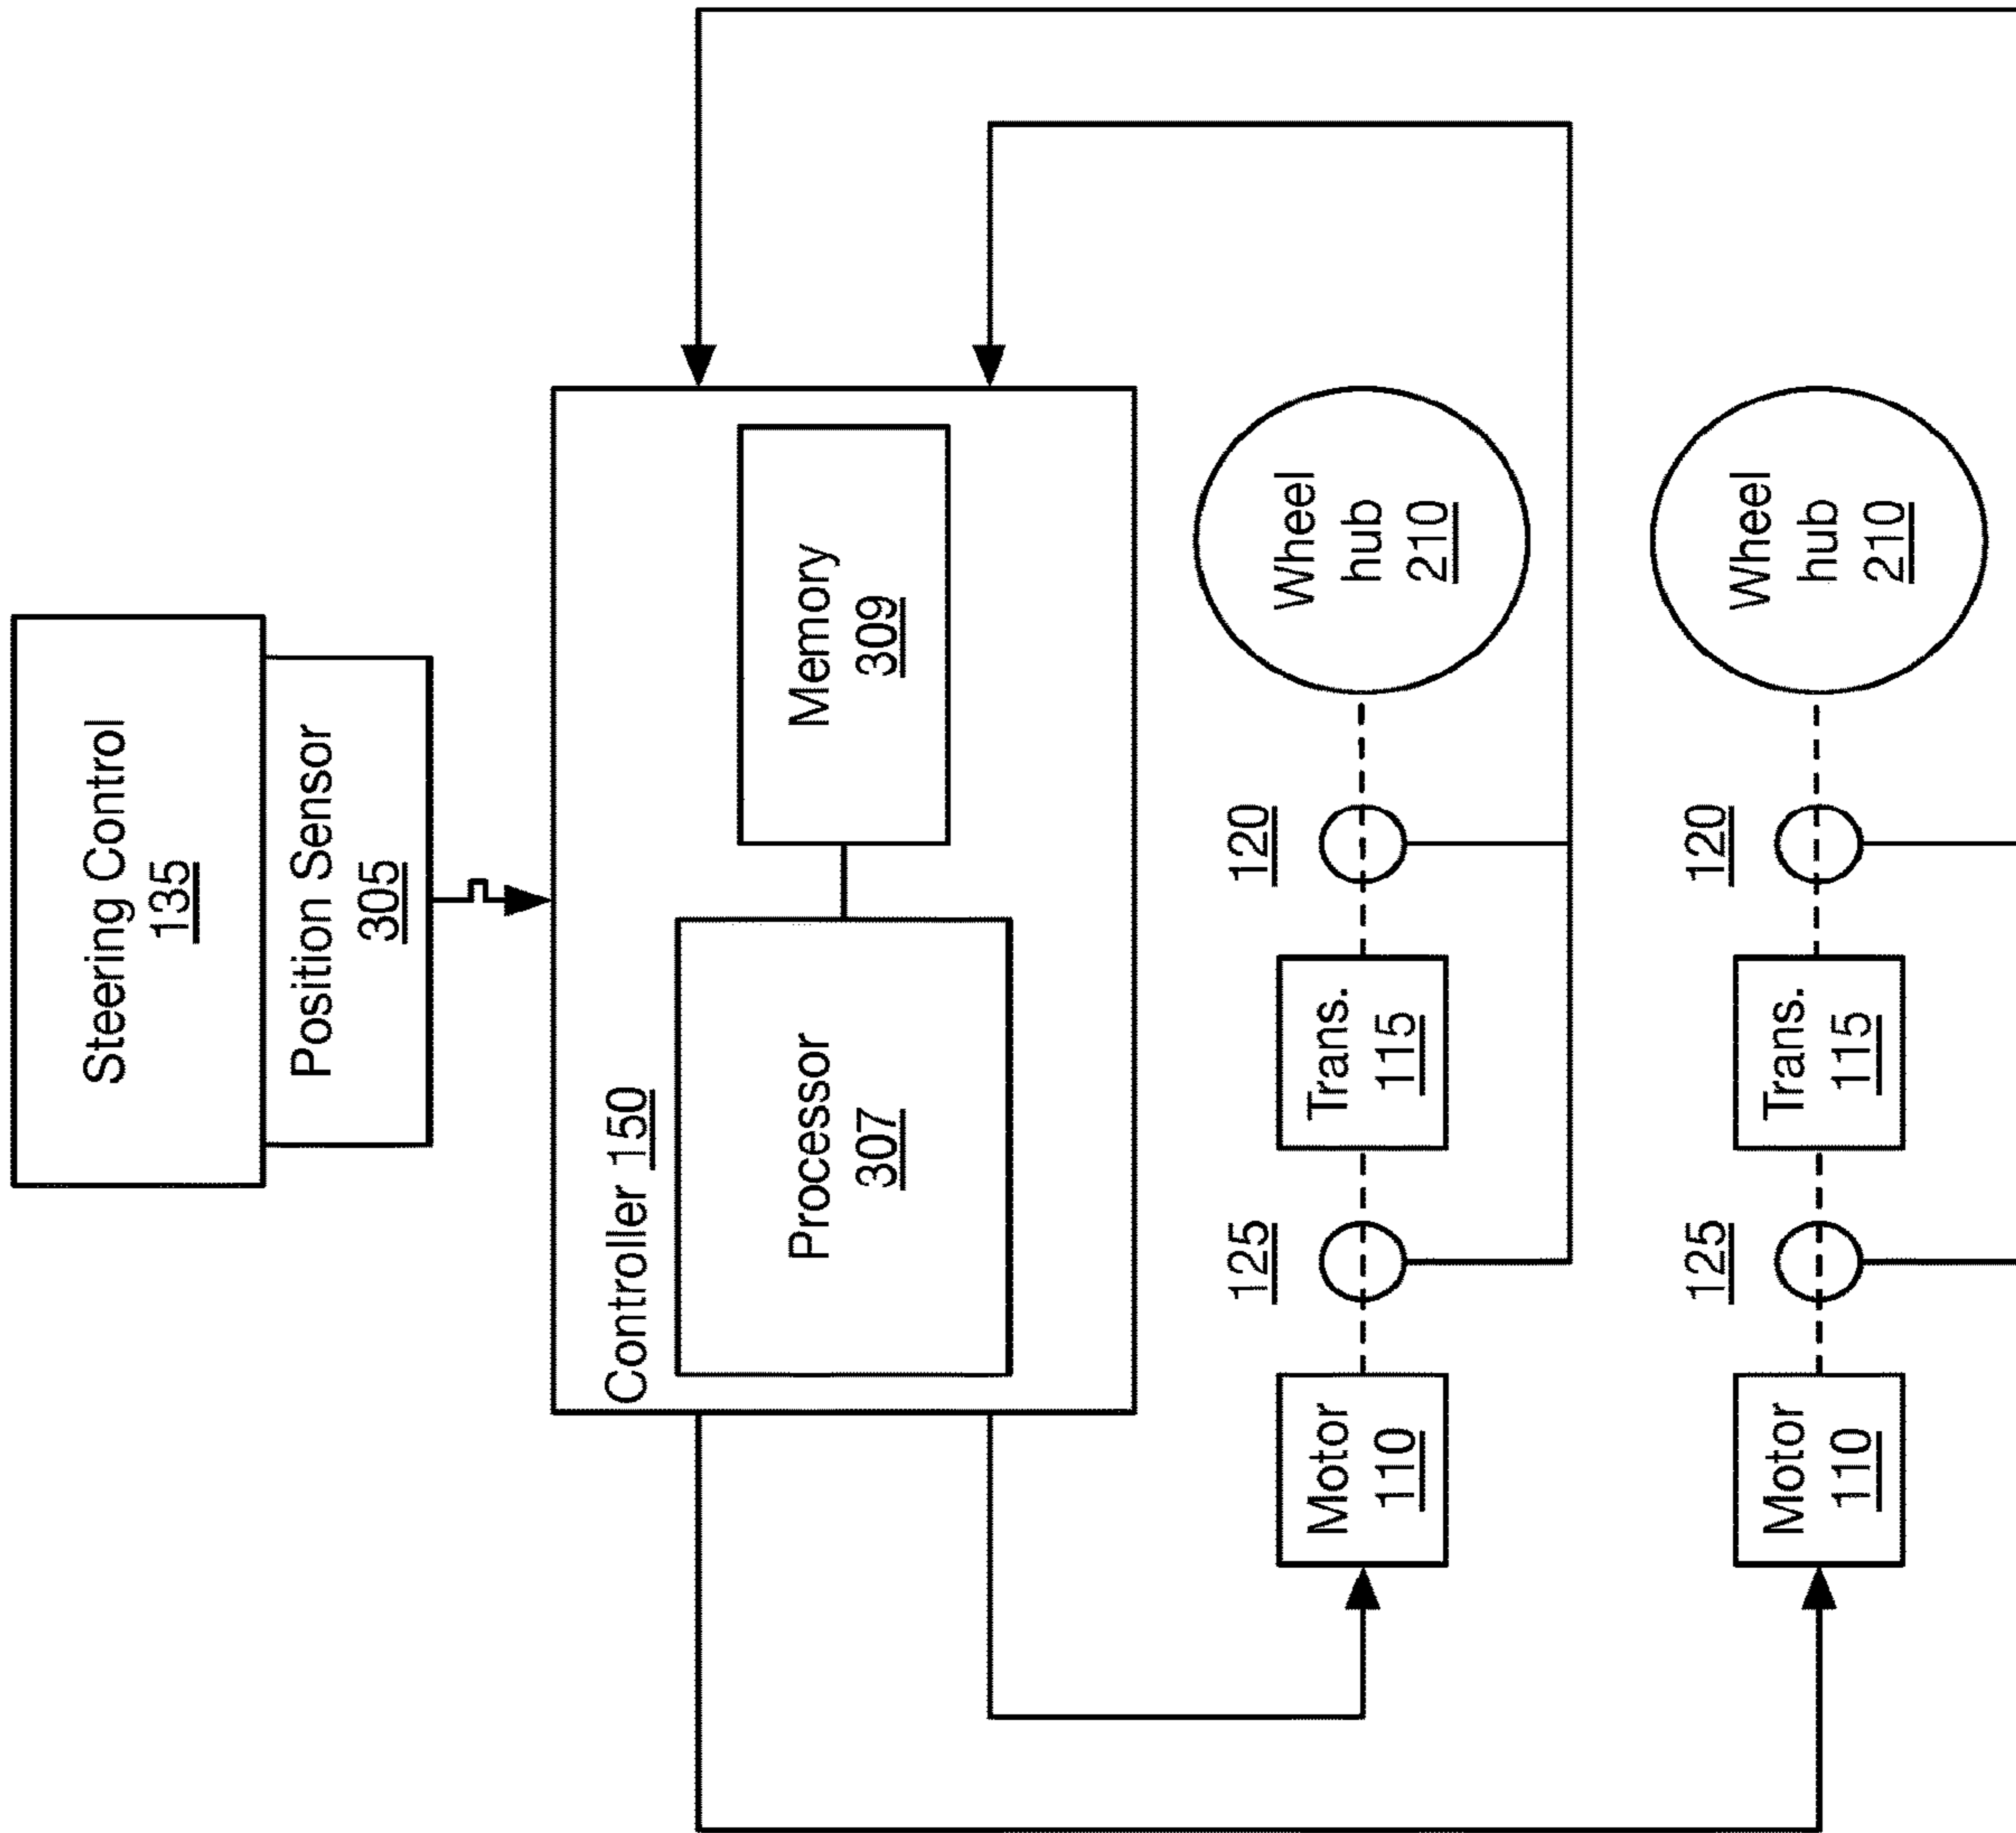 Steering Control
135
Position Sensor
305
Controller 150
Processor
307
Memory
309
Motor
110
125
Trans.
115
120
Wheel
hub
210
Motor
110
125
Trans.
115
120
Wheel
hub
210